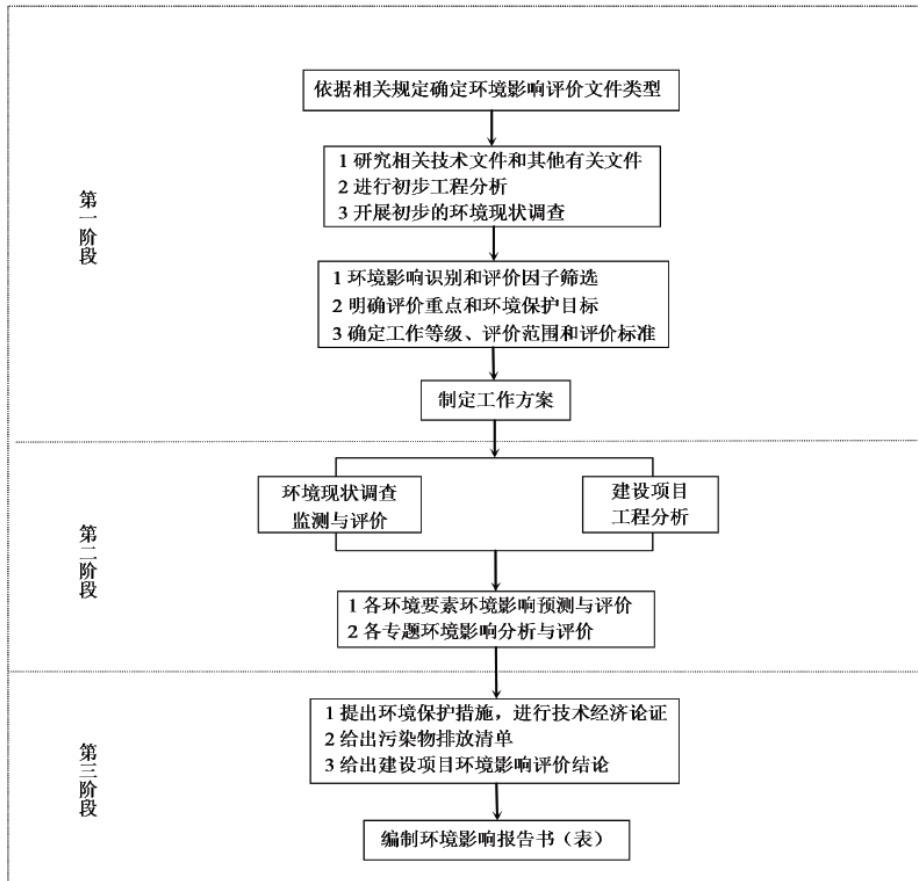 依据相关规定确定环境影响评价文件类型
1 研究相关技术文件和其他有关文件
2 进行初步工程分析
3 开展初步的环境现状调查
第一阶段
1 环境影响识别和评价因子筛选
2 明确评价重点和环境保护目标
3 确定工作等级、评价范围和评价标准
制定工作方案
环境现状调查
监测与评价
建设项目
工程分析
第二阶段
1 各环境要素环境影响预测与评价
2 各专题环境影响分析与评价
1 提出环境保护措施，进行技术经济论证
2 给出污染物排放清单
3 给出建设项目环境影响评价结论
第三阶段
编制环境影响报告书（表）